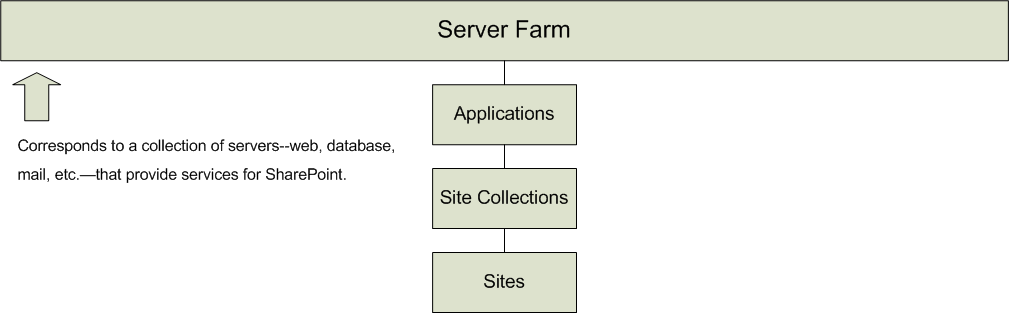 Server Farm
Applications
Corresponds to a collection of servers--web, database,
mail, etc.—that provide services for SharePoint.
Site Collections
Sites